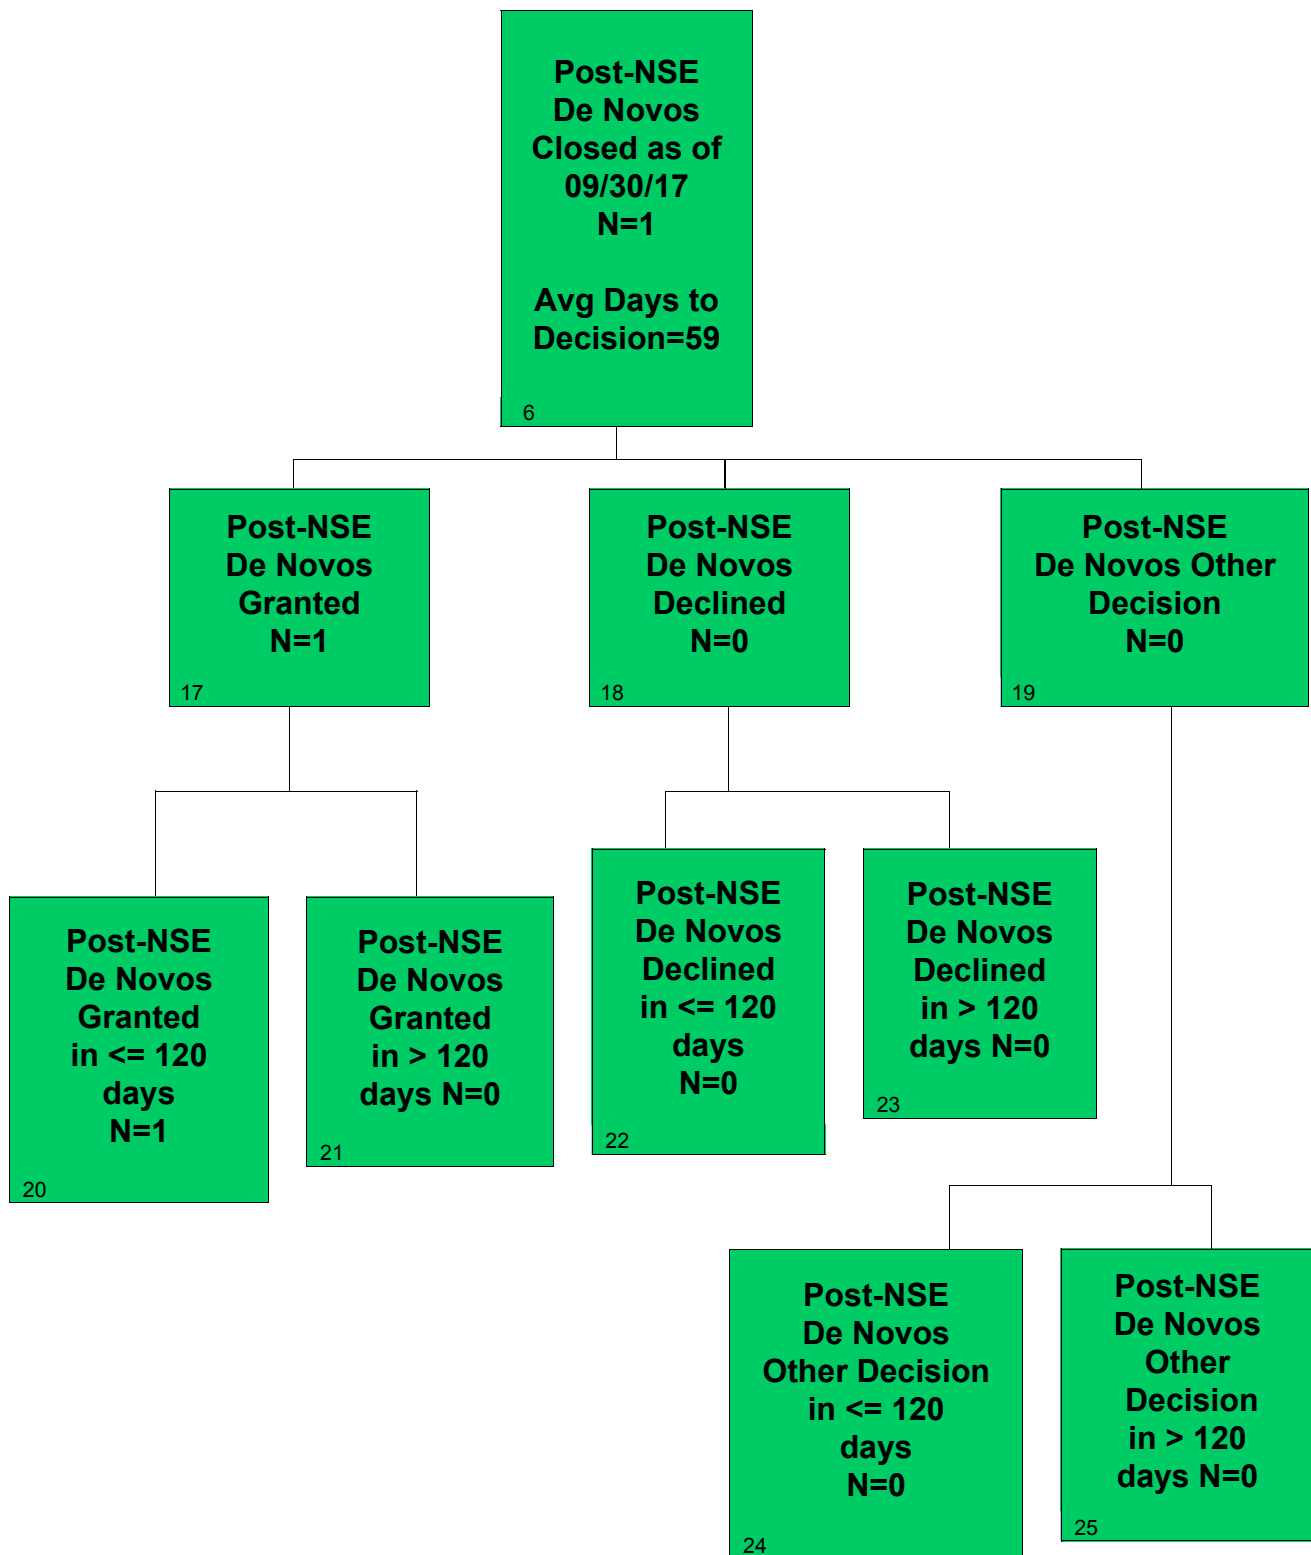 Post-NSE
De Novos
Closed as of
09/30/17
N=1
Avg Days to
Decision=59
6
Post-NSE
De Novos
Granted
N=1
17
Post-NSE
De Novos
Declined
N=0
18
Post-NSE
De Novos Other
Decision
N=0
19
Post-NSE
De Novos
Granted
in <= 120
days
N=1
20
Post-NSE
De Novos
Granted
in > 120
days N=0
21
Post-NSE
De Novos
Declined
in <= 120
days
N=0
22
Post-NSE
De Novos
Declined
in > 120
days N=0
23
Post-NSE
De Novos
Other Decision
in <= 120
days
N=0
24
Post-NSE
De Novos
Other
Decision
in > 120
days N=0
25